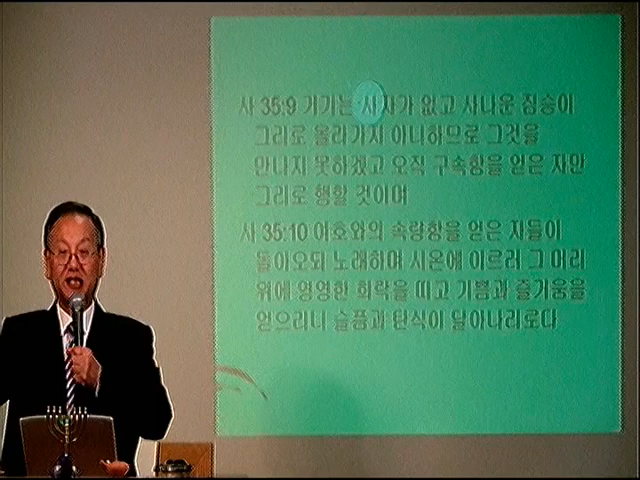 사 35:9 거기는 사자가 없고 사나운 짐승이
그리로 올라가지 아니하므로 그것을
만나지 못하겠고 오직 구속함을 얻은 자만
그리로 행할 것이며
사 35:10 여호와의 속량함을 얻은 자들이
돌아오되 노래하며 시온에 이르러 그 머리
위에 영영한 희락을 띠고 기쁨과 즐거움을
얻으리니 슬픔과 탄식이 달아나리로다